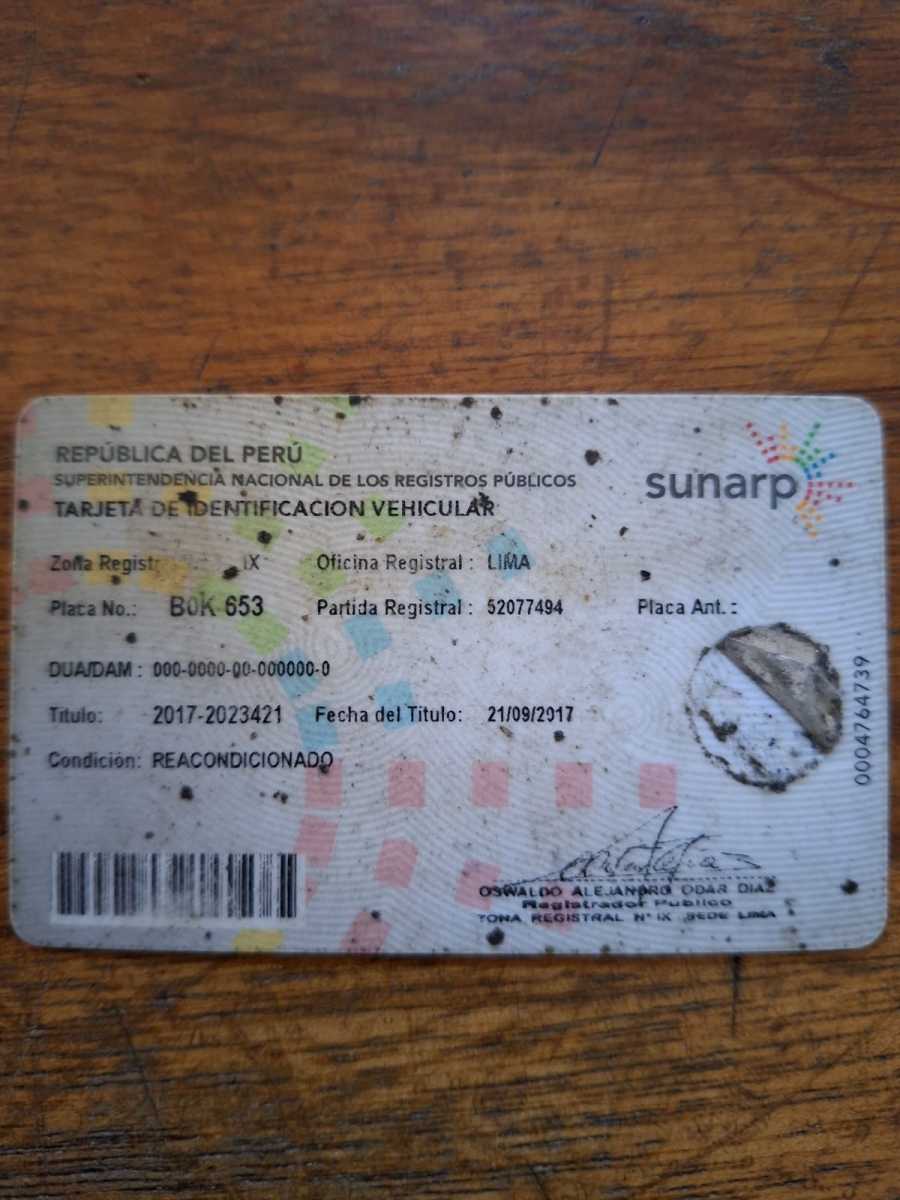 REPÚBLICA DEL PERÚ
SUPERINTENDENCIA NACIONAL DE LOS REGISTROS PÚBLICOS
sunarp
TARJETA DE IDENTIFICACION VEHICULAR
Zona IX Oficina Registral : LIMA
Placa No.: B0K 653 Partida Registral : 52077494 Placa Ant. :
DUA/DAM : 000-0000-00-000000-0
Titulo: 2017-2023421 Fecha del Titulo: 21/09/2017
Condición: REACONDICIONADO
0004764739
OSWALDO ALEJANDRO ODAR DIAZ
Registrador Publico
ZONA REGISTRAL N° IX SEDE LIMA